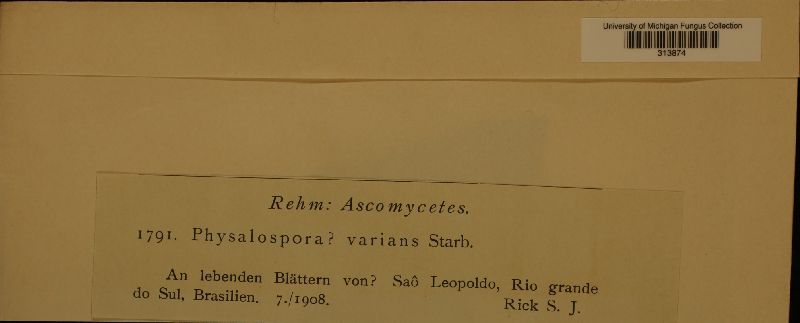 University of Michigan Fungus Collection
313874
Rehm: Ascomycetes.
1791. Physalospora? varians Starb.
An lebenden Blättern von? Saô Leopoldo, Rio grande
do Sul, Brasilien. 7./1908. Rick S. J.